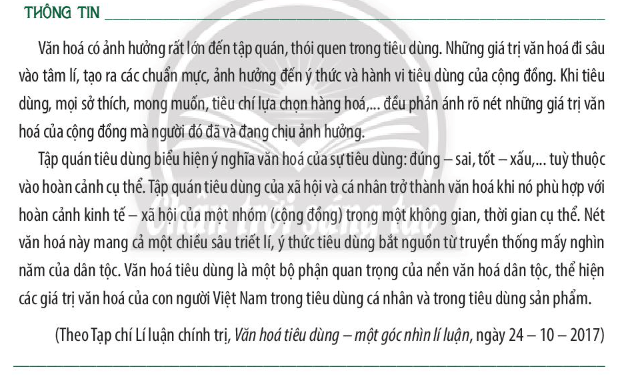 THÔNG TIN
Văn hoá có ảnh hưởng rất lớn đến tập quán, thói quen trong tiêu dùng. Những giá trị văn hoá đi sâu
vào tâm lí, tạo ra các chuẩn mực, ảnh hưởng đến ý thức và hành vi tiêu dùng của cộng đồng. Khi tiêu
dùng, mọi sở thích, mong muốn, tiêu chí lựa chọn hàng hoá,... đều phản ánh rõ nét những giá trị văn
hoá của cộng đồng mà người đó đã và đang chịu ảnh hưởng.
Tập quán tiêu dùng biểu hiện ý nghĩa văn hoá của sự tiêu dùng: đúng – sai, tốt – xấu,... tuỳ thuộc
vào hoàn cảnh cụ thể. Tập quán tiêu dùng của xã hội và cá nhân trở thành văn hoá khi nó phù hợp với
hoàn cảnh kinh tế – xã hội của một nhóm (cộng đồng) trong một không gian, thời gian cụ thể. Nét
văn hoá này mang cả một chiều sâu triết lí, ý thức tiêu dùng bắt nguồn từ truyền thống mấy nghìn
năm của dân tộc. Văn hoá tiêu dùng là một bộ phận quan trọng của nền văn hoá dân tộc, thể hiện
các giá trị văn hoá của con người Việt Nam trong tiêu dùng cá nhân và trong tiêu dùng sản phẩm.
(Theo Tạp chí Lí luận chính trị, Văn hoá tiêu dùng – một góc nhìn lí luận, ngày 24 – 10 – 2017)
Chân trời sáng tạo